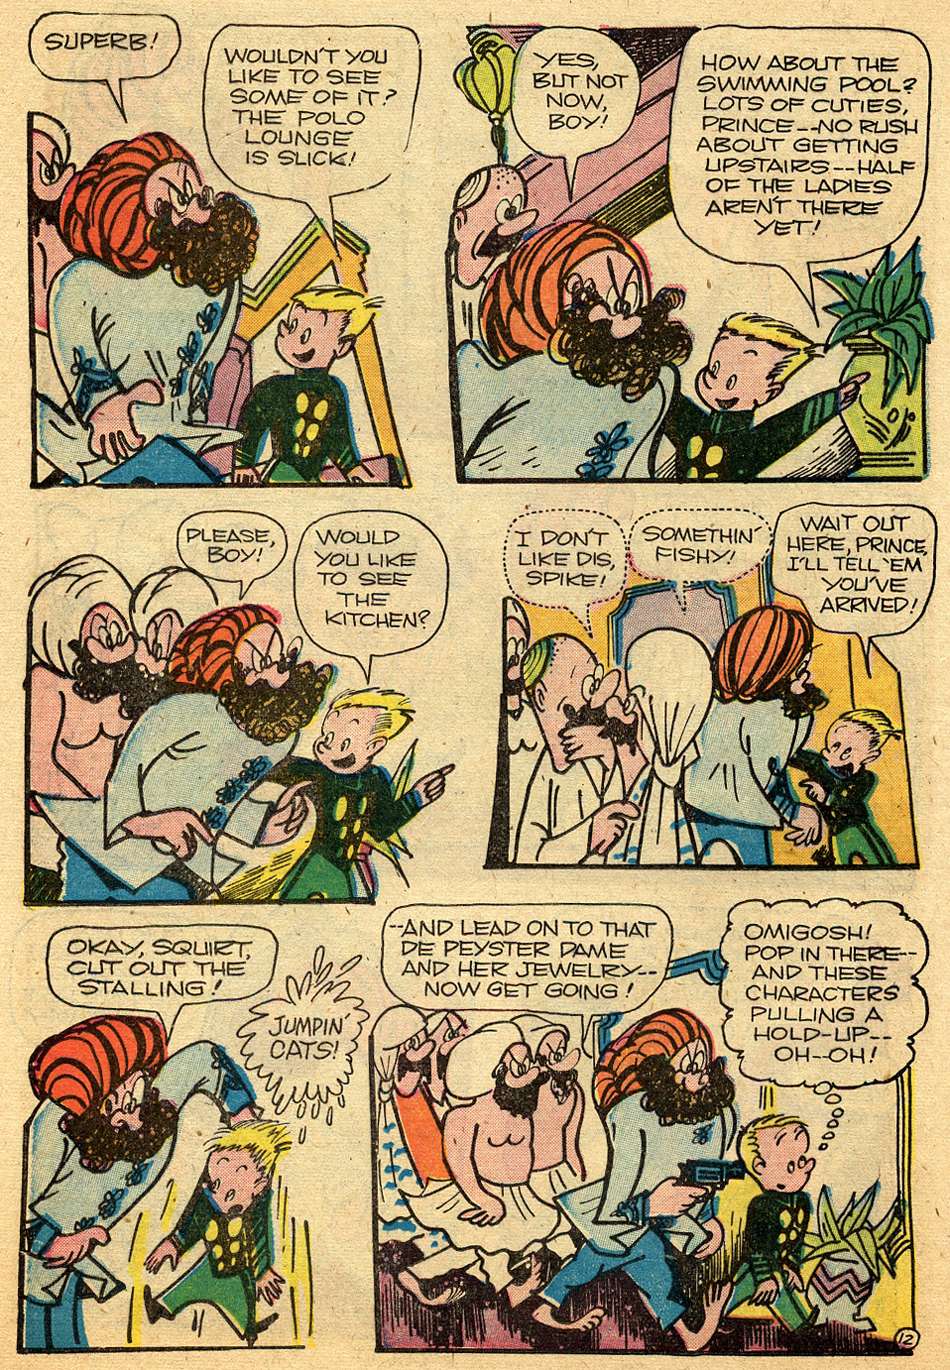 SUPERB!
WOULDN'T YOU
LIKE TO SEE
SOME OF IT?
THE POLO
LOUNGE
IS SLICK!
YES,
BUT NOT
NOW,
BOY!
HOW ABOUT THE
SWIMMING POOL?
LOTS OF CUTIES,
PRINCE--NO RUSH
ABOUT GETTING
UPSTAIRS--HALF
OF THE LADIES
AREN'T THERE
YET!
PLEASE,
BOY!
WOULD
YOU LIKE
TO SEE
THE
KITCHEN?
I DON'T
LIKE DIS,
SPIKE!
SOMETHIN'
FISHY!
WAIT OUT
HERE, PRINCE,
I'LL TELL 'EM
YOU'VE
ARRIVED!
OKAY, SQUIRT,
CUT OUT THE
STALLING!
JUMPIN'
CATS!
--AND LEAD ON TO THAT
DE PEYSTER DAME
AND HER JEWELRY--
NOW GET GOING!
OMIGOSH!
POP IN THERE--
AND THESE
CHARACTERS
PULLING A
HOLD-UP--
OH--OH!
12